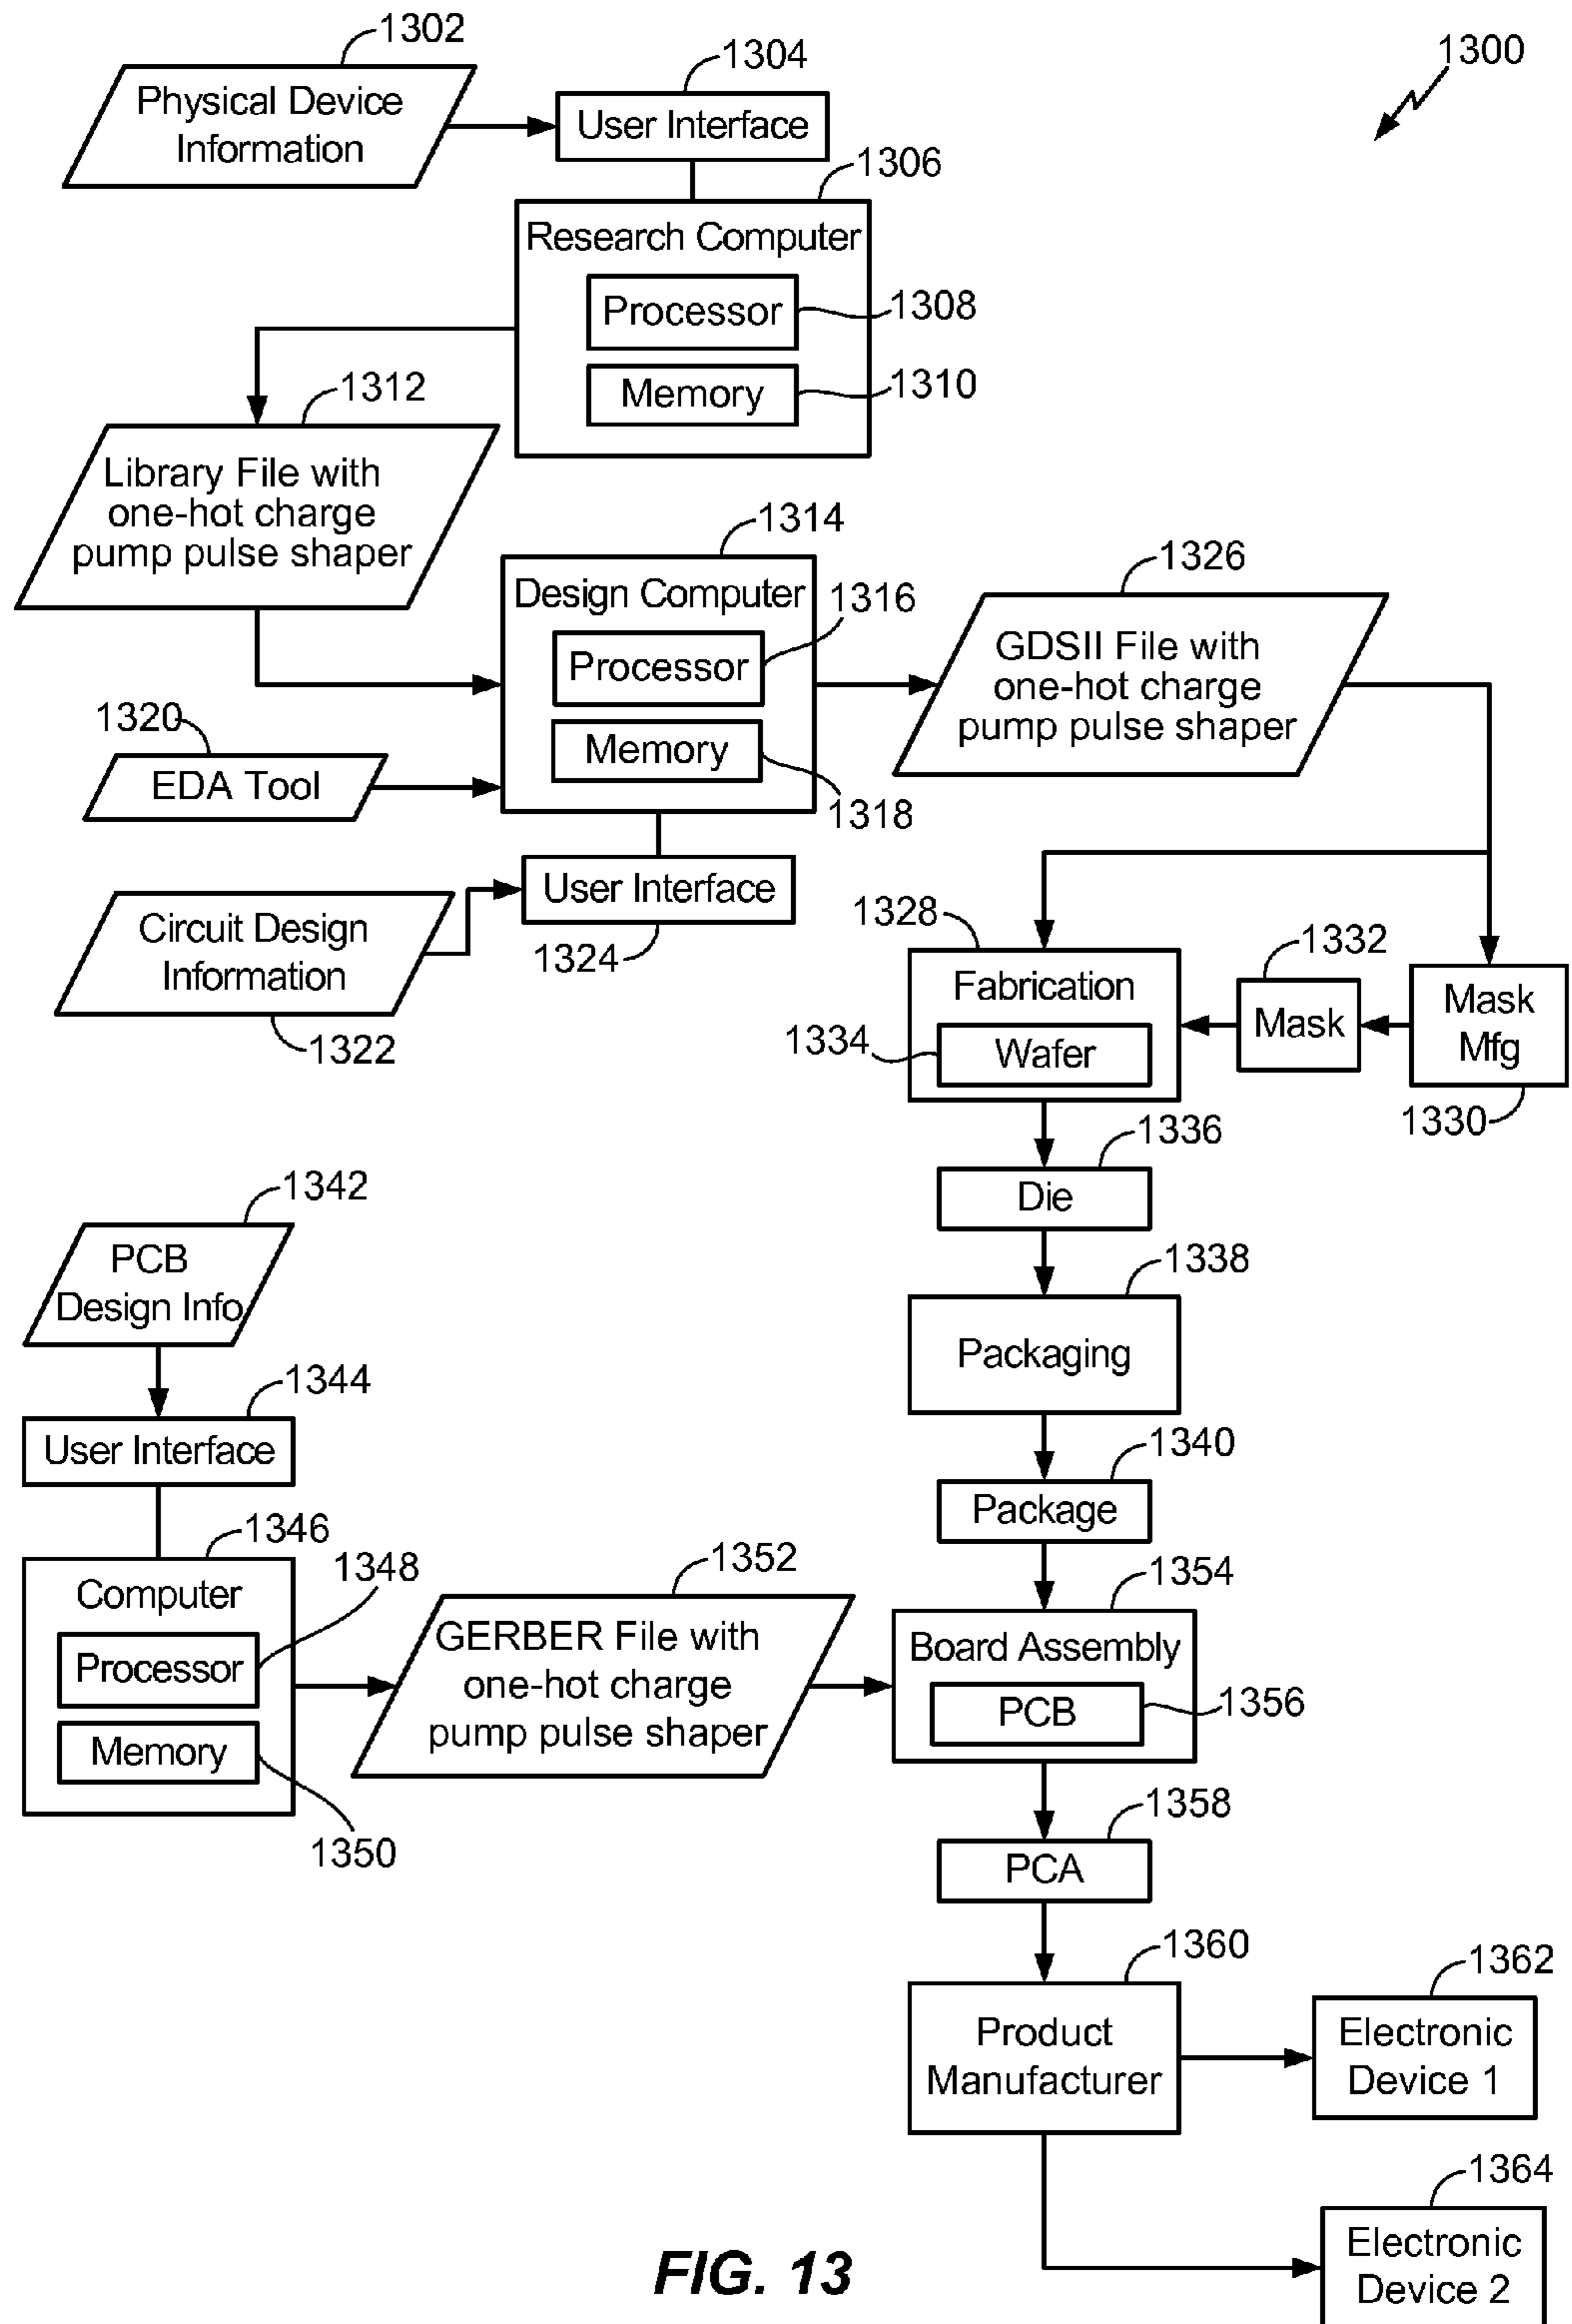 1302
Physical Device
Information
1304
User Interface
1300
1306
Research Computer
Processor
1308
Memory
1310
1312
Library File with
one-hot charge
pump pulse shaper
1314
Design Computer
1316
Processor
Memory
1318
1320
EDA Tool
1326
GDSII File with
one-hot charge
pump pulse shaper
User Interface
1324
Circuit Design
Information
1322
1328
Fabrication
1334
Wafer
1332
Mask
Mask
Mfg
1330
1336
Die
1338
Packaging
1340
Package
1342
PCB
Design Info
1344
User Interface
1346
Computer
1348
Processor
Memory
1350
1352
GERBER File with
one-hot charge
pump pulse shaper
1354
Board Assembly
PCB
1356
1358
PCA
1360
Product
Manufacturer
1362
Electronic
Device 1
1364
Electronic
Device 2
FIG. 13